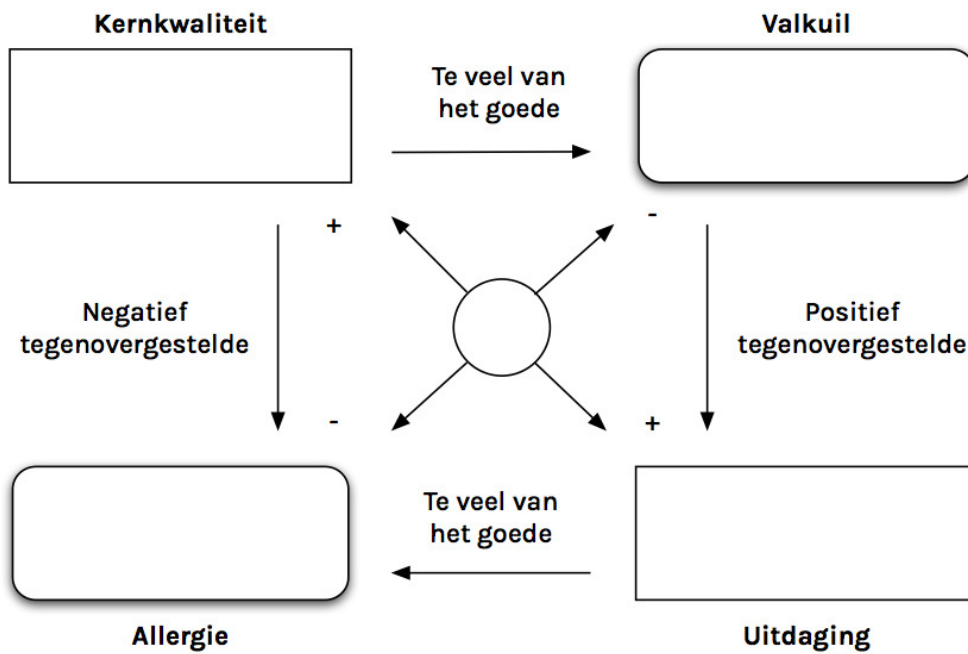 Kernkwaliteit
Valkuil
Te veel van
het goede
+
-
Negatief
tegenovergestelde
Positief
tegenovergestelde
-
+
Te veel van
het goede
Allergie
Uitdaging